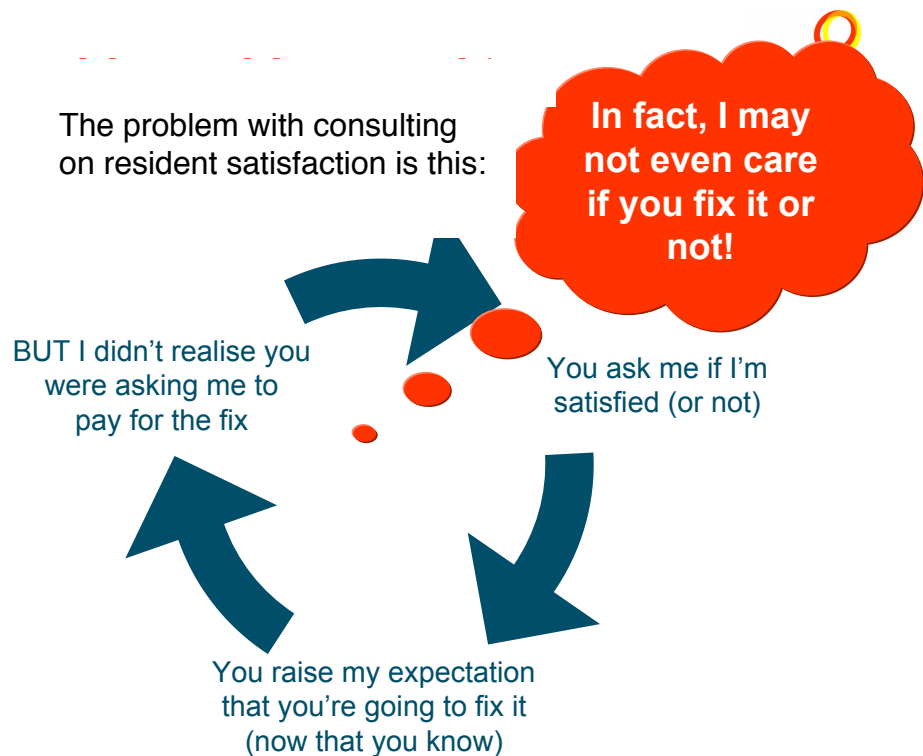 The problem with consulting
on resident satisfaction is this:
In fact, I may
not even care
if you fix it or
not!
You ask me if I'm
satisfied (or not)
You raise my expectation
that you're going to fix it
(now that you know)
BUT I didn't realise you
were asking me to
pay for the fix